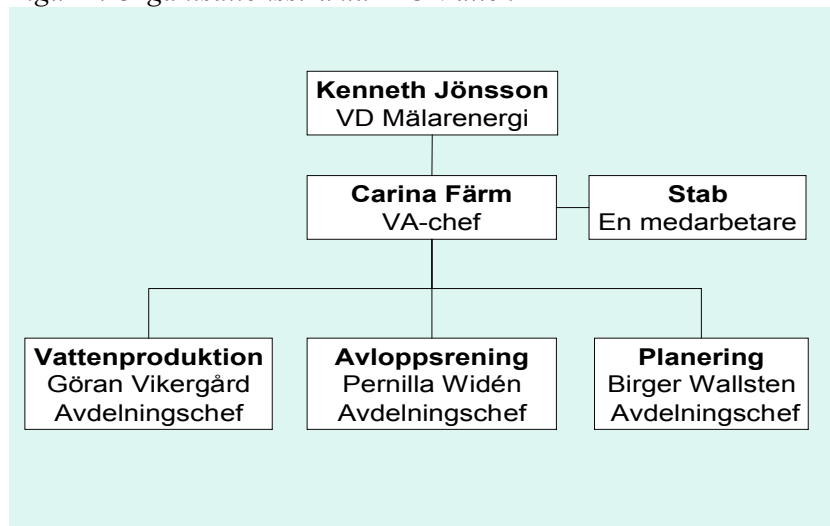 Kenneth Jönsson
VD Mälarenergi
Carina Färm
VA-chef
Stab
En medarbetare
Vattenproduktion
Göran Vikergård
Avdelningschef
Avloppsrening
Pernilla Widén
Avdelningschef
Planering
Birger Wallsten
Avdelningschef